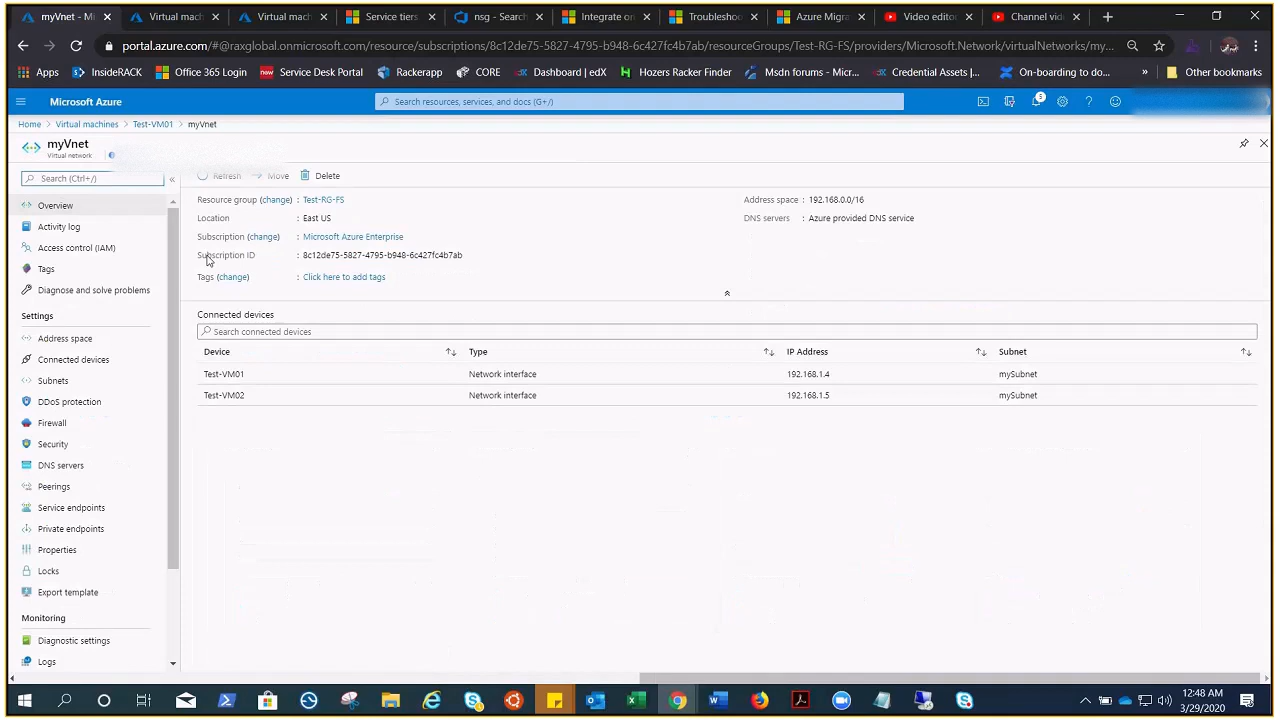 myVnet - Mi
Virtual mach
Virtual mach
Service tiers
nsg - Search
Integrate on
Troubleshoo
Azure Migra
Video editor
Channel vide
portal.azure.com/#@raxglobal.onmicrosoft.com/resource/subscriptions/8c12de75-5827-4795-b948-6c427fc4b7ab/resourceGroups/Test-RG-FS/providers/Microsoft.Network/virtualNetworks/my...
Apps
InsideRACK
Office 365 Login
Service Desk Portal
Rackerapp
CORE
Dashboard | edX
Hozers Racker Finder
Msdn forums - Micr...
Credential Assets |...
On-boarding to do...
»
Other bookmarks
Microsoft Azure
Search resources, services, and docs (G+/)
5
Home > Virtual machines > Test-VM01 > myVnet
myVnet
Virtual network
Search (Ctrl+/)
«
Refresh
Move
Delete
Overview
Activity log
Access control (IAM)
Tags
Diagnose and solve problems
Settings
Address space
Connected devices
Subnets
DDoS protection
Firewall
Security
DNS servers
Peerings
Service endpoints
Private endpoints
Properties
Locks
Export template
Monitoring
Diagnostic settings
Logs
Resource group (change) : Test-RG-FS
Location : East US
Subscription (change) : Microsoft Azure Enterprise
Subscription ID : 8c12de75-5827-4795-b948-6c427fc4b7ab
Tags (change) : Click here to add tags
Address space : 192.168.0.0/16
DNS servers : Azure provided DNS service
Connected devices
Search connected devices
Device Type IP Address Subnet
Test-VM01 Network interface 192.168.1.4 mySubnet
Test-VM02 Network interface 192.168.1.5 mySubnet
12:48 AM
3/29/2020